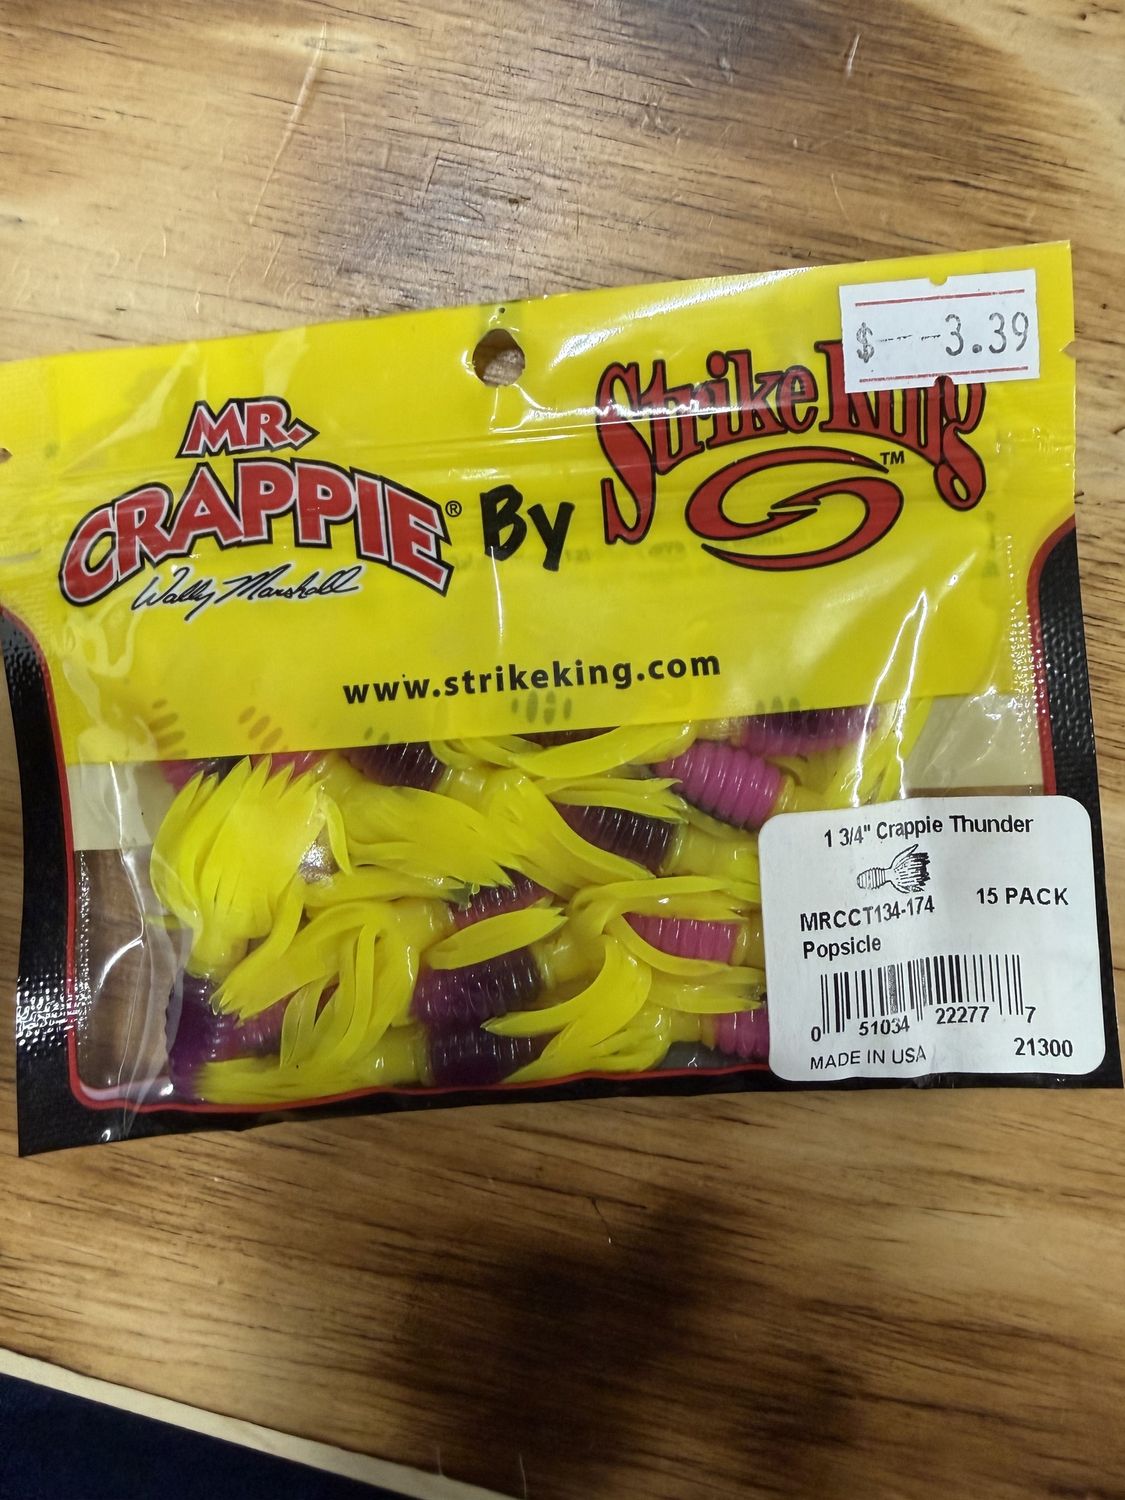 $ --- 3.39
MR.
CRAPPIE®
Wally Marshall
By
Strike King™
www.strikeking.com
1 3/4" Crappie Thunder
15 PACK
MRCCT134-174
Popsicle
0 51034 22277 7
MADE IN USA
21300